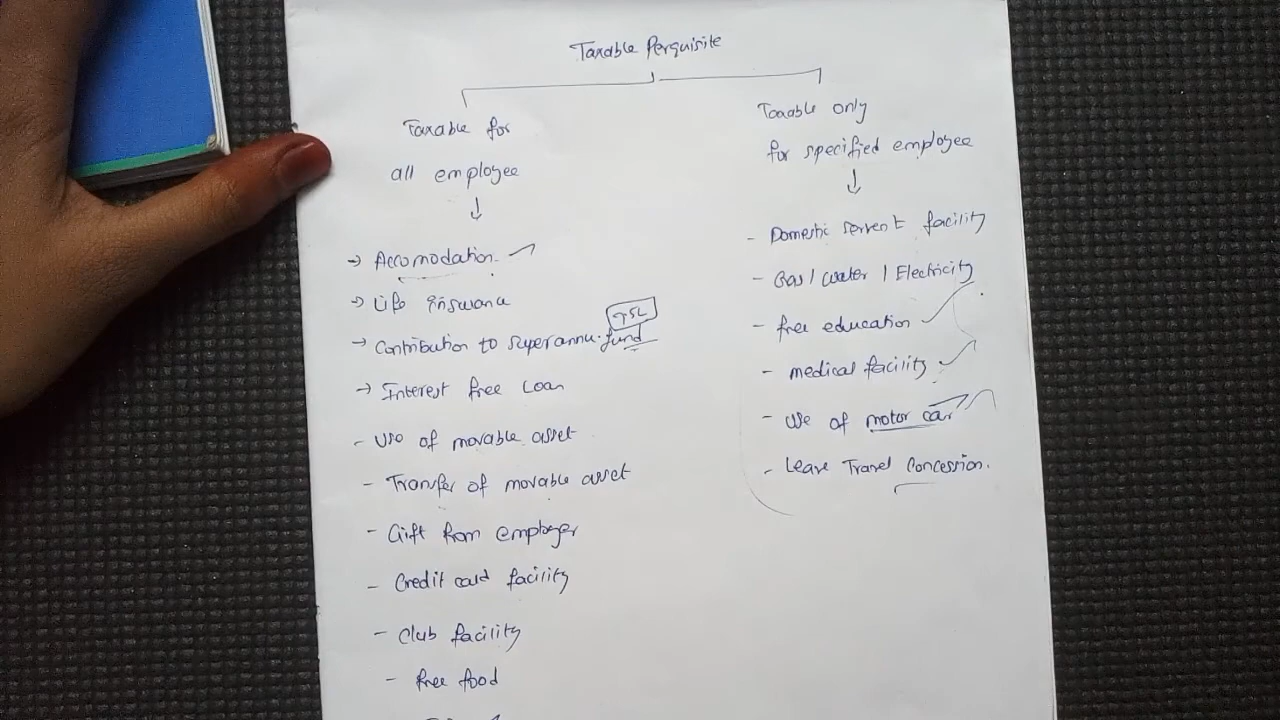 Taxable Perquisite
Taxable for
all employee
→ Accomodation
→ Life insurance
→ Contribution to superannu. fund
→ Interest free Loan
- Use of movable asset
- Transfer of movable asset
- Gift from employer
- Credit card facility
- Club facility
- free food
Taxable only
for specified employee
- Domestic servent facility
- Gas / water / Electricity
- free education
- medical facility
- Use of motor car
- Leave Travel Concession.